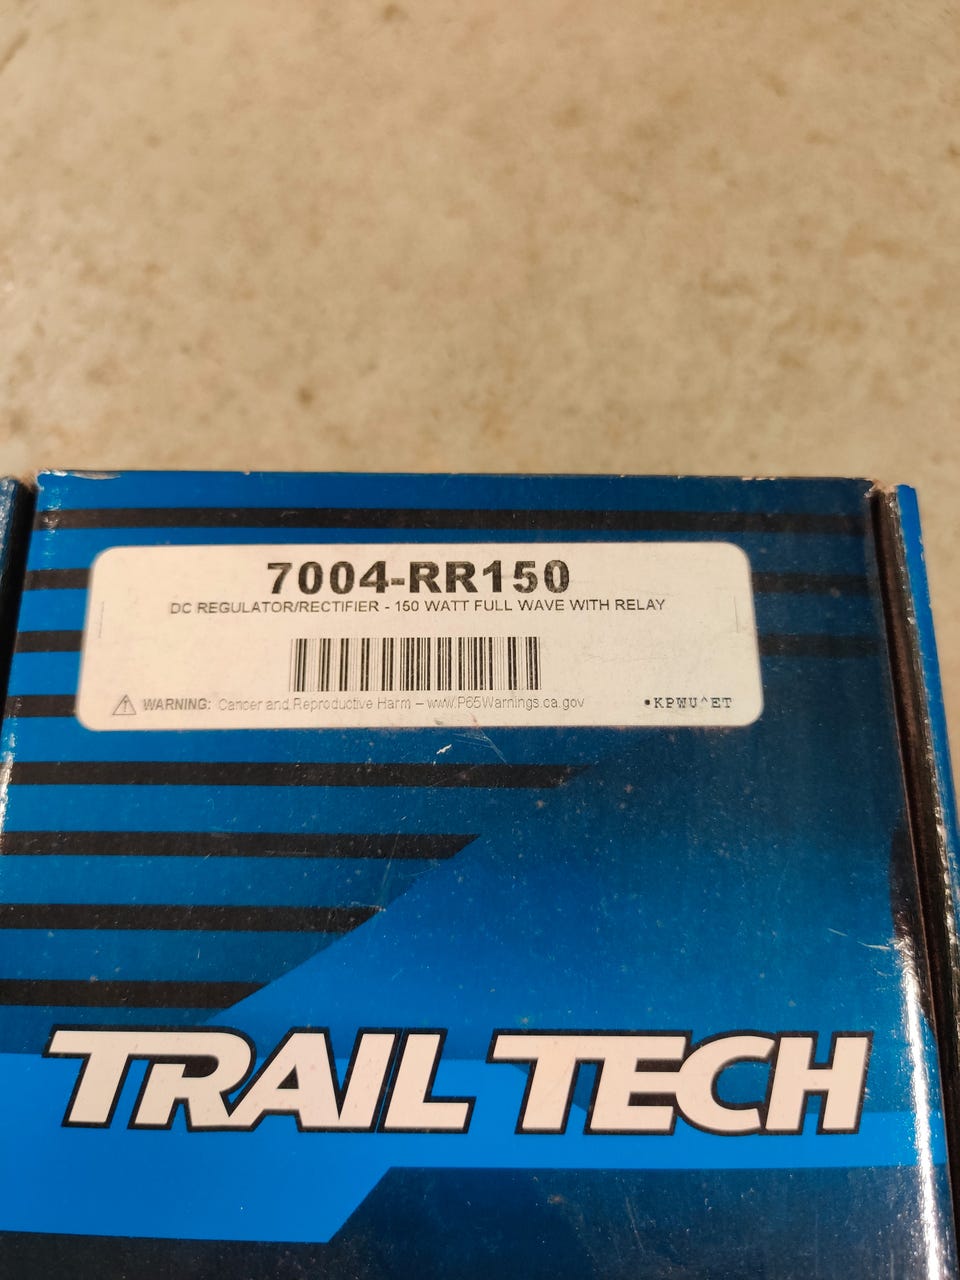 7004-RR150
DC REGULATOR/RECTIFIER - 150 WATT FULL WAVE WITH RELAY
WARNING: Cancer and Reproductive Harm – www.P65Warnings.ca.gov
•KPWU^ET
TRAIL TECH